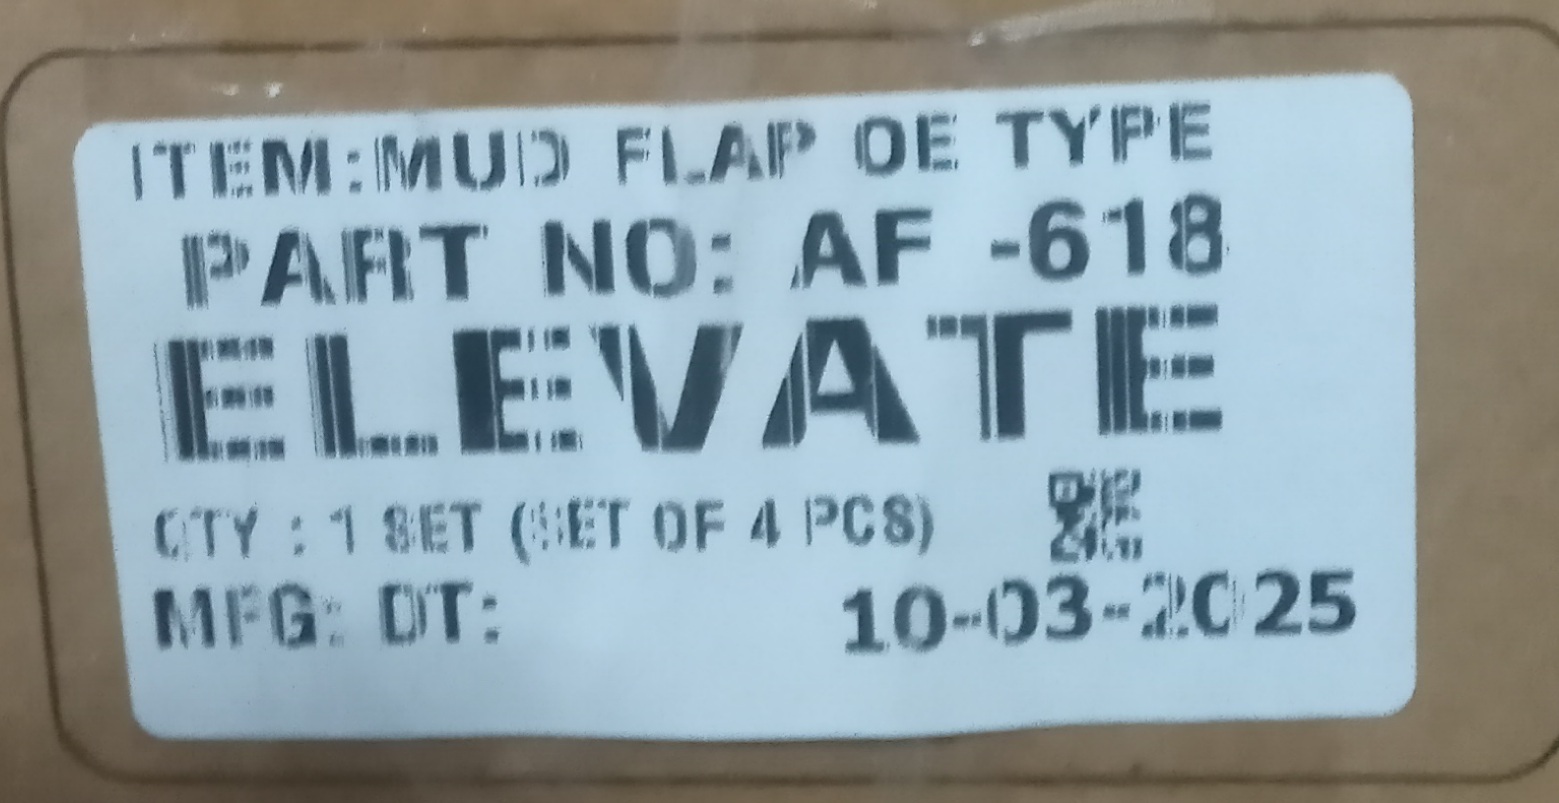 ITEM:MUD FLAP OE TYPE
PART NO: AF -618
ELEVATE
QTY : 1 SET (SET OF 4 PCS)
MFG: DT: 10-03-2025